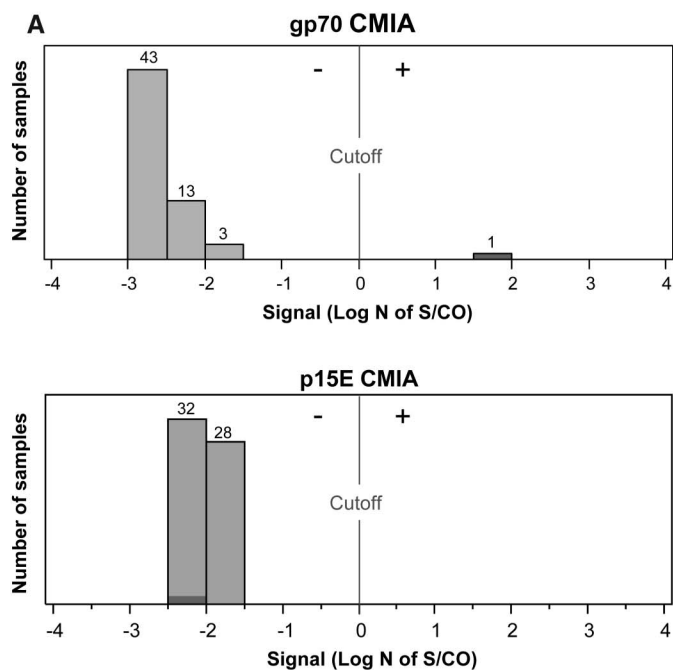 A
gp70 CMIA
43
- +
Cutoff
13
3
1
Number of samples
-4 -3 -2 -1 0 1 2 3 4
Signal (Log N of S/CO)
p15E CMIA
32
28
- +
Cutoff
Number of samples
-4 -3 -2 -1 0 1 2 3 4
Signal (Log N of S/CO)